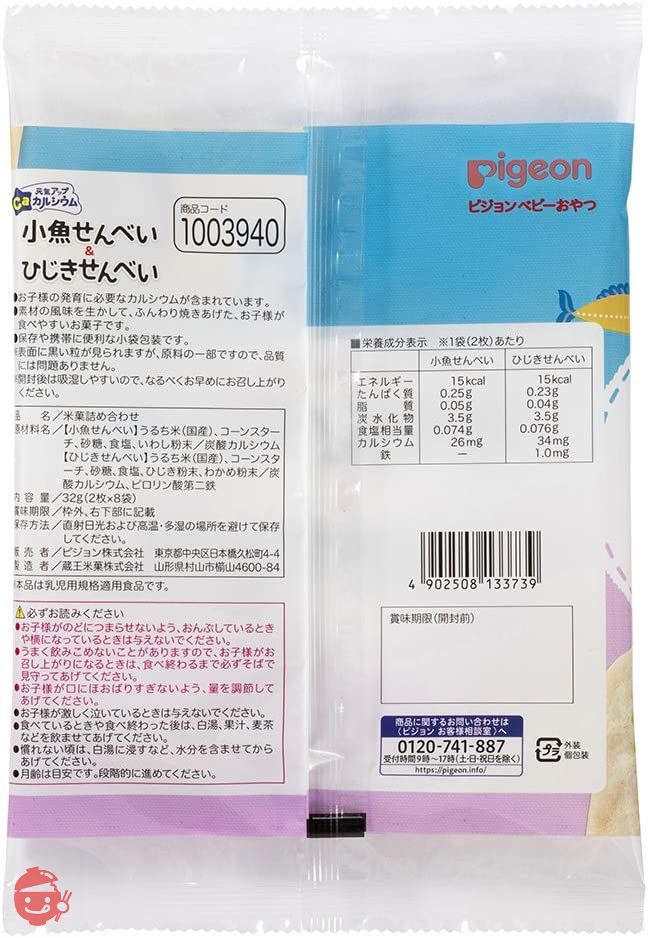 Pigeon
ピジョンベビーおやつ
元気アップ
Ca カルシウム
小魚せんべい
&
ひじきせんべい
商品コード
1003940
●お子様の発育に必要なカルシウムが含まれています。
●素材の風味を生かして、ふんわり焼きあげた、お子様が
食べやすいお菓子です。
●保存や携帯に便利な小袋包装です。
※表面に黒い粒が見られますが、原料の一部ですので、品質
には問題ありません。
※開封後は吸湿しやすいので、なるべくお早めにお召し上がり
ください。
品 名/米菓詰め合わせ
原材料名/【小魚せんべい】うるち米(国産)、コーンスター
チ、砂糖、食塩、いわし粉末/炭酸カルシウム
【ひじきせんべい】うるち米(国産)、コーンスタ
ーチ、砂糖、食塩、ひじき粉末、わかめ粉末/炭
酸カルシウム、ピロリン酸第二鉄
内 容 量/32g(2枚×8袋)
賞味期限/枠外、右下部に記載
保存方法/直射日光および高温・多湿の場所を避けて保存
してください。
販 売 者/ピジョン株式会社 東京都中央区日本橋久松町4-4
製 造 者/蔵王米菓株式会社 山形県村山市楯山4600-84
※本品は乳児用規格適用食品です。
⚠必ずお読みください
●お子様がのどにつまらせないよう、おんぶしているとき
や横になっているときは与えないでください。
●うまく飲みこめないことがありますので、お子様がお
召し上がりになるときは、食べ終わるまで必ずそばで
見守ってあげてください。
●お子様が口にほおばりすぎないよう、量を調節して
あげてください。
●お子様が激しく泣いているときは与えないでください。
●食べているときや食べ終わった後は、白湯、果汁、麦茶
などを飲ませてあげてください。
●慣れない頃は、白湯に浸すなど、水分を含ませてから
あげてください。
●月齢は目安です。段階的に進めてください。
■栄養成分表示 ※1袋(2枚)あたり
小魚せんべい ひじきせんべい
エネルギー 15kcal 15kcal
たんぱく質 0.25g 0.23g
脂質 0.05g 0.04g
炭水化物 3.5g 3.5g
食塩相当量 0.074g 0.076g
カルシウム 26mg 34mg
鉄 ― 1.0mg
4 902508 133739
賞味期限(開封前)
商品に関するお問い合わせは
〈ピジョン お客様相談室〉へ
0120-741-887
受付時間9時〜17時(土・日・祝日を除く)
https://pigeon.info/
プラ
外装
個包装